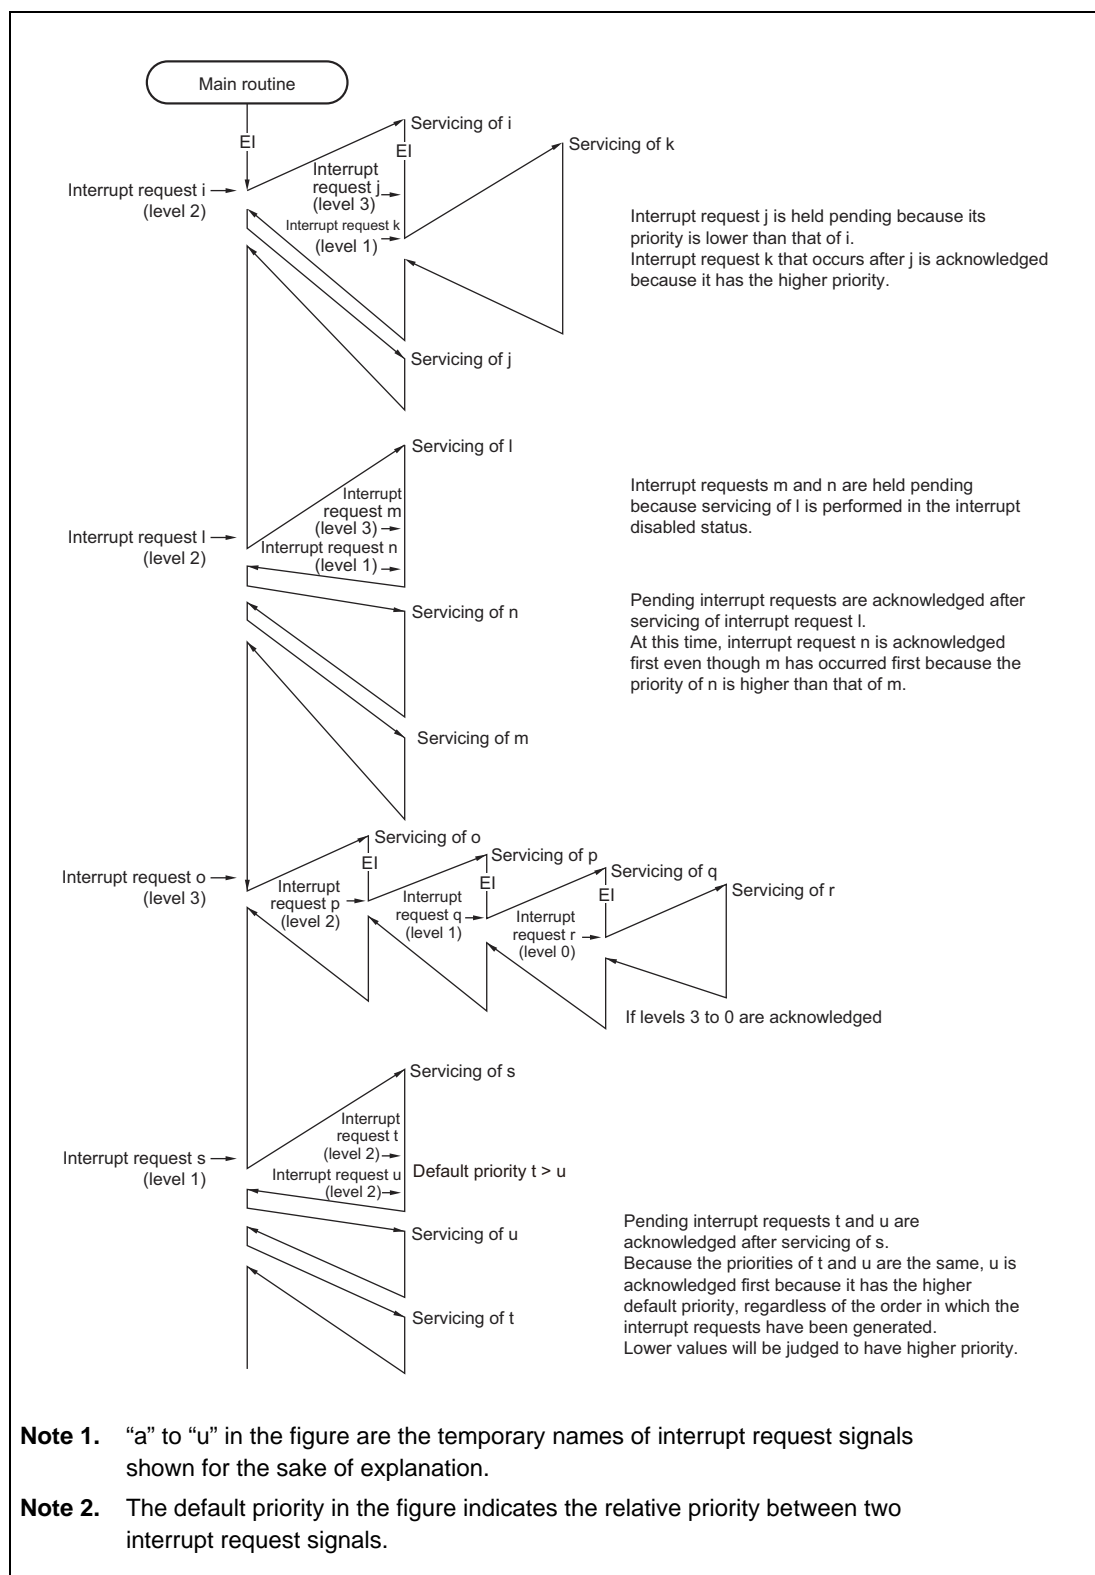 Main routine
EI
Servicing of i
EI
Servicing of k
Interrupt request i
(level 2)
Interrupt
request j
(level 3)
Interrupt request k
(level 1)
Interrupt request j is held pending because its
priority is lower than that of i.
Interrupt request k that occurs after j is acknowledged
because it has the higher priority.
Servicing of j
Servicing of l
Interrupt request l
(level 2)
Interrupt
request m
(level 3)
Interrupt request n
(level 1)
Interrupt requests m and n are held pending
because servicing of l is performed in the interrupt
disabled status.
Servicing of n
Pending interrupt requests are acknowledged after
servicing of interrupt request l.
At this time, interrupt request n is acknowledged
first even though m has occurred first because the
priority of n is higher than that of m.
Servicing of m
Interrupt request o
(level 3)
Servicing of o
EI
Interrupt
request p
(level 2)
Servicing of p
EI
Interrupt
request q
(level 1)
Servicing of q
EI
Interrupt
request r
(level 0)
Servicing of r
If levels 3 to 0 are acknowledged
Servicing of s
Interrupt request s
(level 1)
Interrupt
request t
(level 2)
Interrupt request u
(level 2)
Default priority t > u
Servicing of u
Servicing of t
Pending interrupt requests t and u are
acknowledged after servicing of s.
Because the priorities of t and u are the same, u is
acknowledged first because it has the higher
default priority, regardless of the order in which the
interrupt requests have been generated.
Lower values will be judged to have higher priority.
Note 1. “a” to “u” in the figure are the temporary names of interrupt request signals
shown for the sake of explanation.
Note 2. The default priority in the figure indicates the relative priority between two
interrupt request signals.